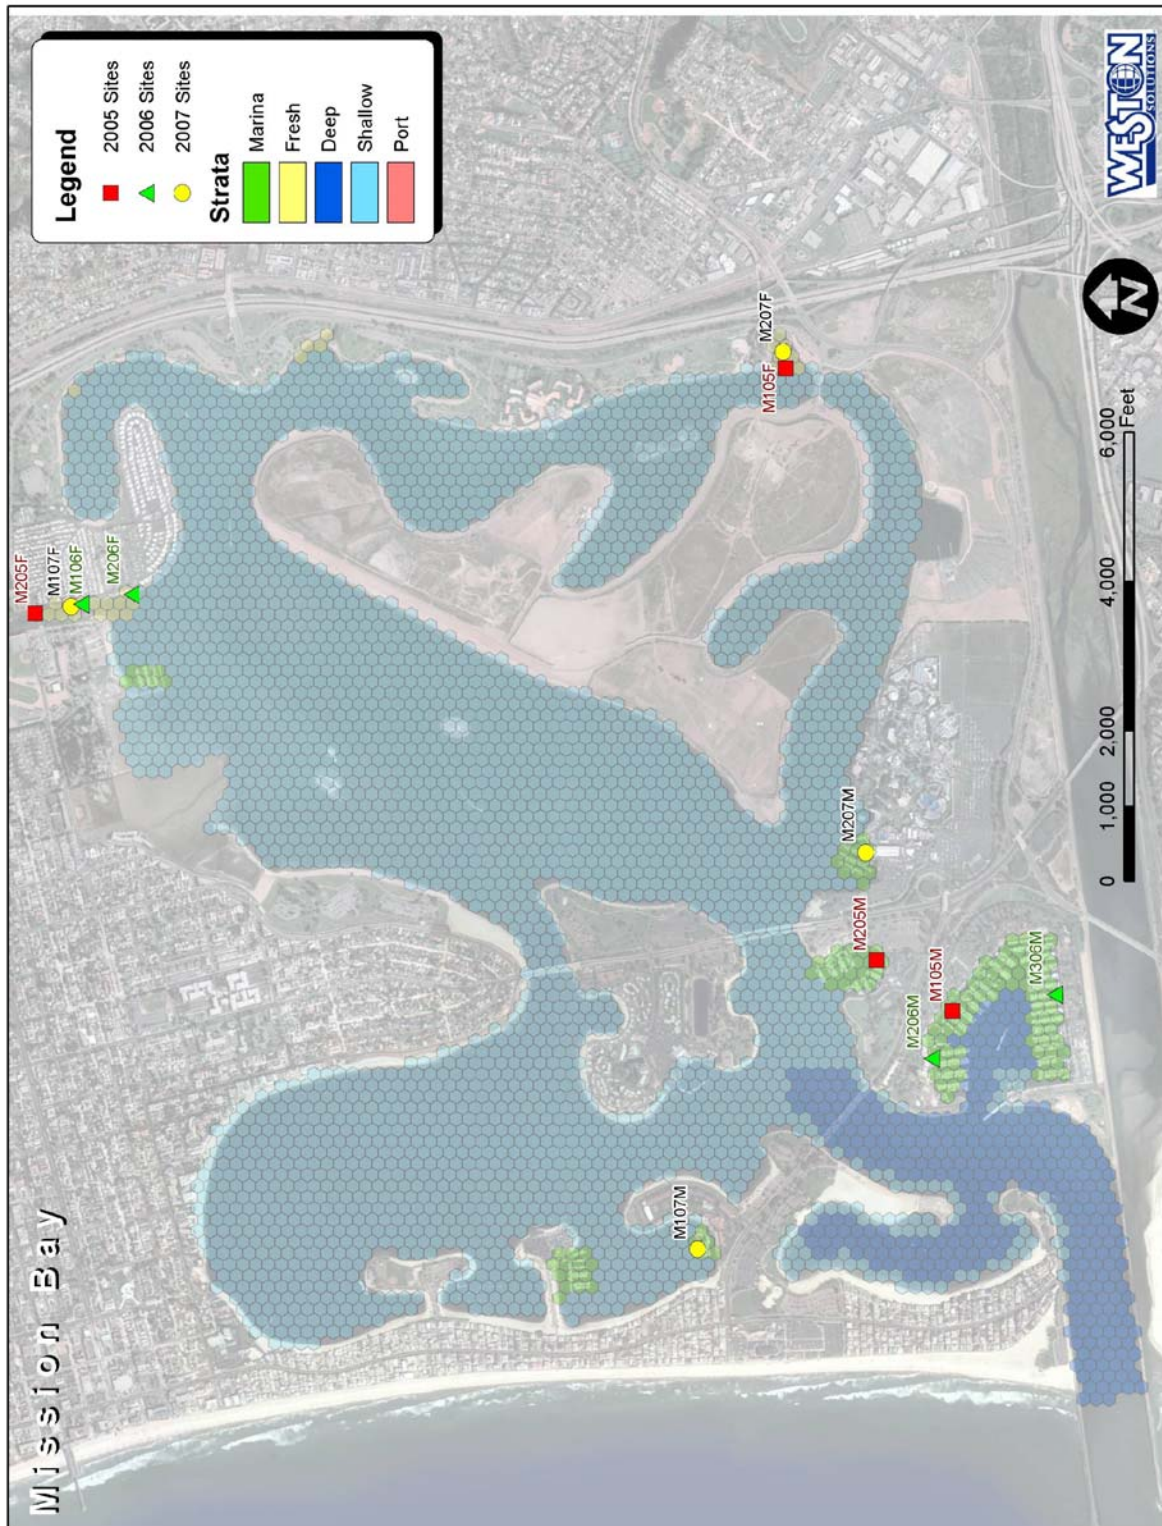 Mission Bay
Legend
2005 Sites
2006 Sites
2007 Sites
Strata
Marina
Fresh
Deep
Shallow
Port
M205F
M107F
M106F
M206F
M105F
M207F
M107M
M207M
M205M
M206M
M105M
M306M
0 1,000 2,000 4,000 6,000
Feet
N
WESTON
SOLUTIONS